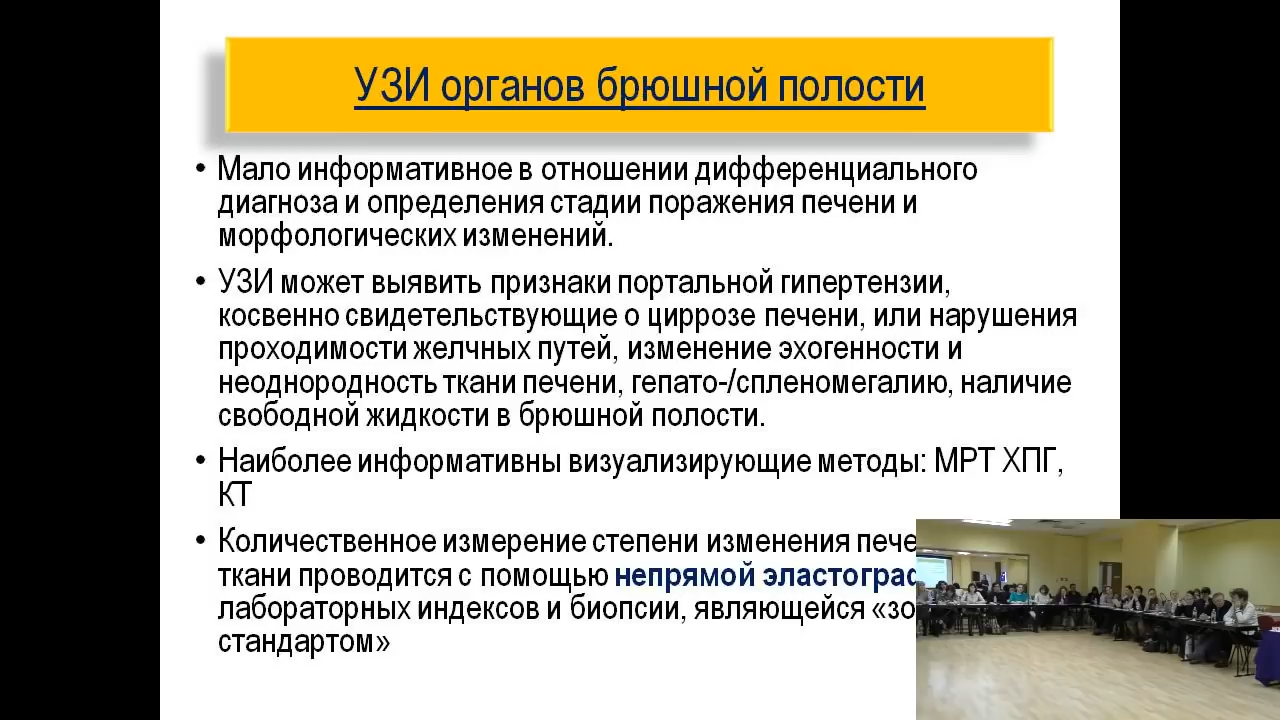 УЗИ органов брюшной полости
• Мало информативное в отношении дифференциального
диагноза и определения стадии поражения печени и
морфологических изменений.
• УЗИ может выявить признаки портальной гипертензии,
косвенно свидетельствующие о циррозе печени, или нарушения
проходимости желчных путей, изменение эхогенности и
неоднородность ткани печени, гепато-/спленомегалию, наличие
свободной жидкости в брюшной полости.
• Наиболее информативны визуализирующие методы: МРТ ХПГ,
КТ
• Количественное измерение степени изменения
ткани проводится с помощью непрямой
лабораторных индексов и биопсии, являющейся
стандартом»